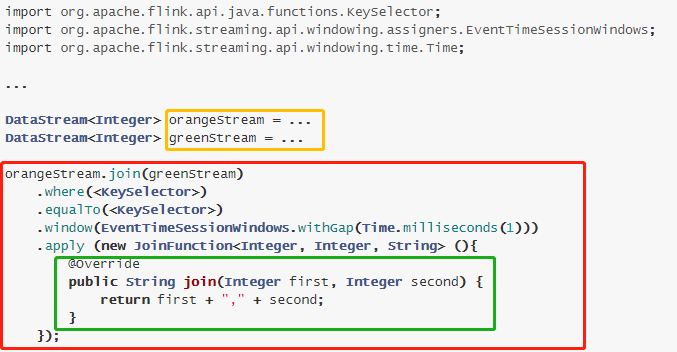 import org.apache.flink.api.java.functions.KeySelector;
import org.apache.flink.streaming.api.windowing.assigners.EventTimeSessionWindows;
import org.apache.flink.streaming.api.windowing.time.Time;
...
DataStream<Integer> orangeStream = ...
DataStream<Integer> greenStream = ...
orangeStream.join(greenStream)
    .where(<KeySelector>)
    .equalTo(<KeySelector>)
    .window(EventTimeSessionWindows.withGap(Time.milliseconds(1)))
    .apply (new JoinFunction<Integer, Integer, String> (){
        @Override
        public String join(Integer first, Integer second) {
            return first + "," + second;
        }
    });